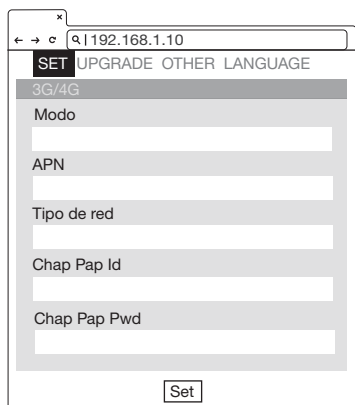 192.168.1.10
SET UPGRADE OTHER LANGUAGE
3G/4G
Modo
APN
Tipo de red
Chap Pap Id
Chap Pap Pwd
Set